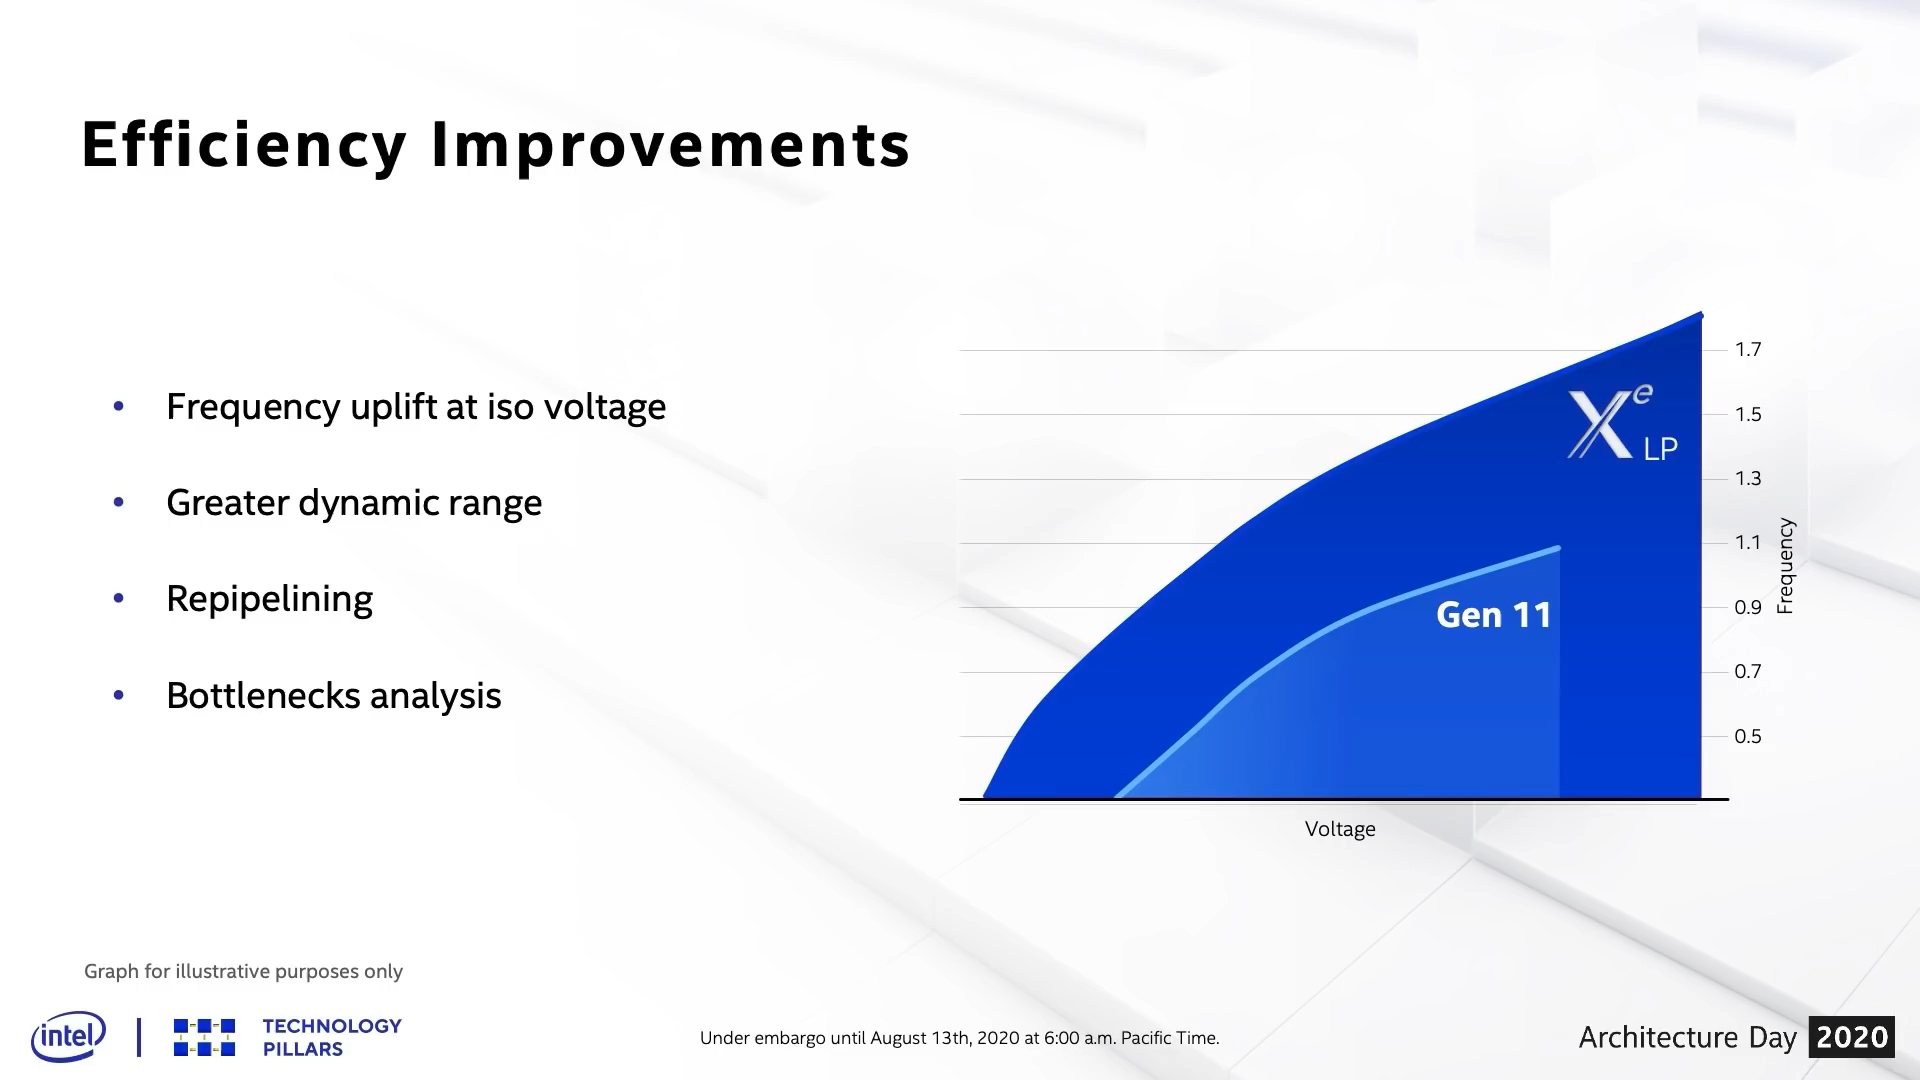 Efficiency Improvements
• Frequency uplift at iso voltage
• Greater dynamic range
• Repipelining
• Bottlenecks analysis
Xe LP
Gen 11
1.7
1.5
1.3
1.1
0.9
0.7
0.5
Frequency
Voltage
Graph for illustrative purposes only
intel
TECHNOLOGY
PILLARS
Under embargo until August 13th, 2020 at 6:00 a.m. Pacific Time.
Architecture Day 2020